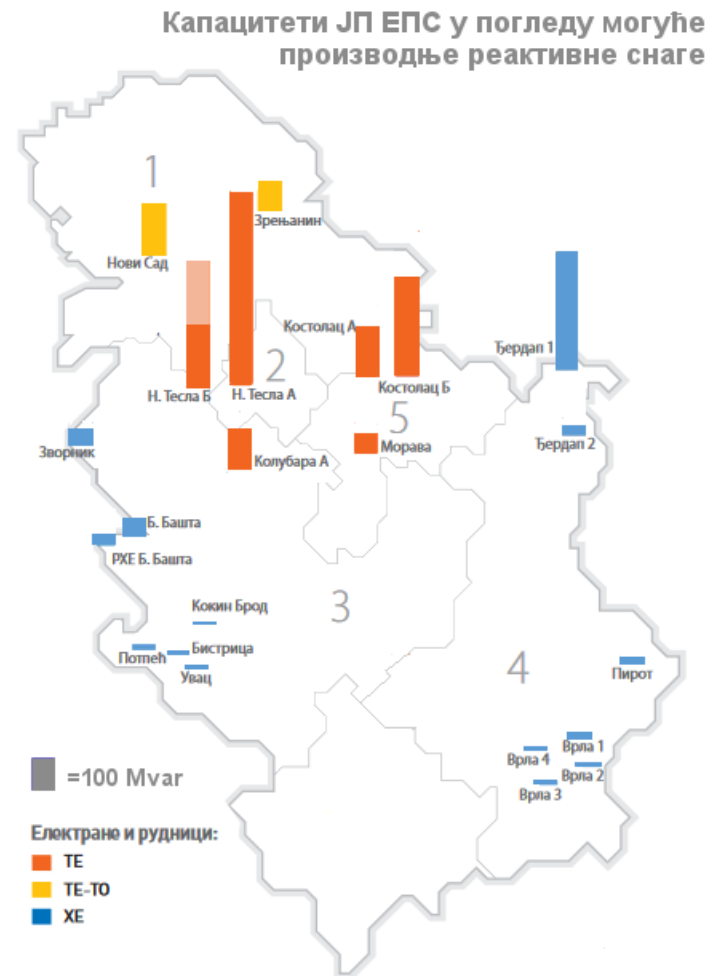 Капацитети ЈП ЕПС у погледу могуће
производње реактивне снаге
1
Зрењанин
Нови Сад
Костолац А
Ђердап 1
2
Н. Тесла Б
Н. Тесла А
Костолац Б
5
Ђердап 2
Зворник
Колубара А
Морава
Б. Башта
РХЕ Б. Башта
Кокин Брод
3
Бистрица
Потпећ
Увац
4
Пирот
Врла 1
Врла 4
Врла 2
Врла 3
=100 Mvar
Електране и рудници:
ТЕ
ТЕ-ТО
ХЕ